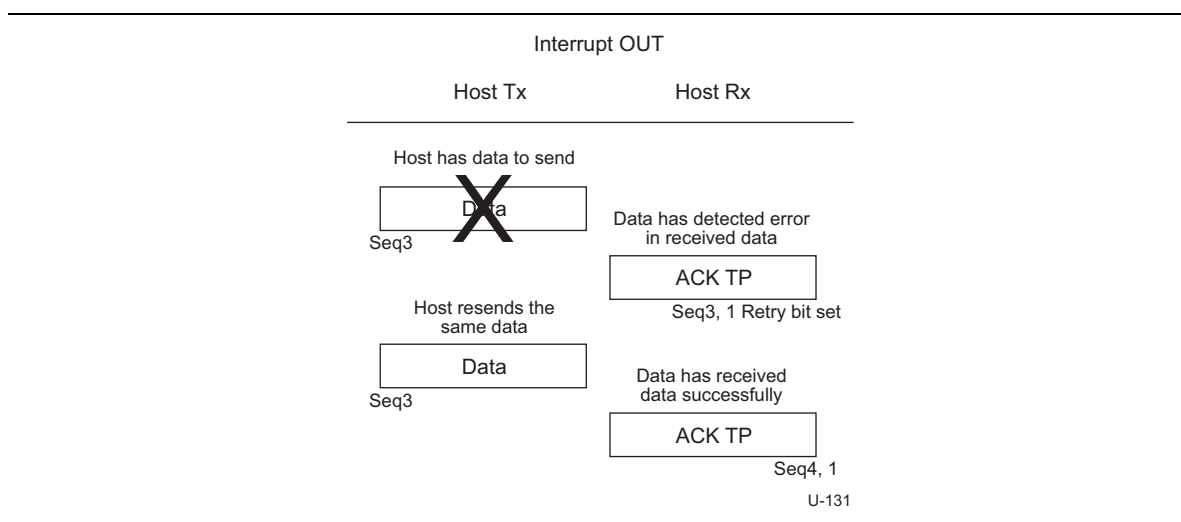 Interrupt OUT
Host Tx
Host Rx
Host has data to send
Data
Seq3
Data has detected error
in received data
ACK TP
Seq3, 1 Retry bit set
Host resends the
same data
Data
Seq3
Data has received
data successfully
ACK TP
Seq4, 1
U-131